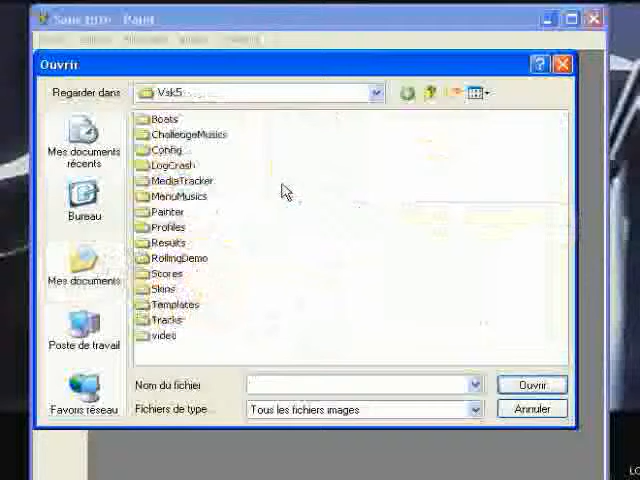 Sans titre - Paint
Ouvrir
Regarder dans
Vsk5
Boats
ChallengeMusics
Config
LogCrash
MediaTracker
MenuMusics
Painter
Profiles
Results
RollingDemo
Scores
Skins
Templates
Tracks
video
Mes documents
récents
Bureau
Mes documents
Poste de travail
Favoris réseau
Nom du fichier
Ouvrir
Fichiers de type...
Tous les fichiers images
Annuler